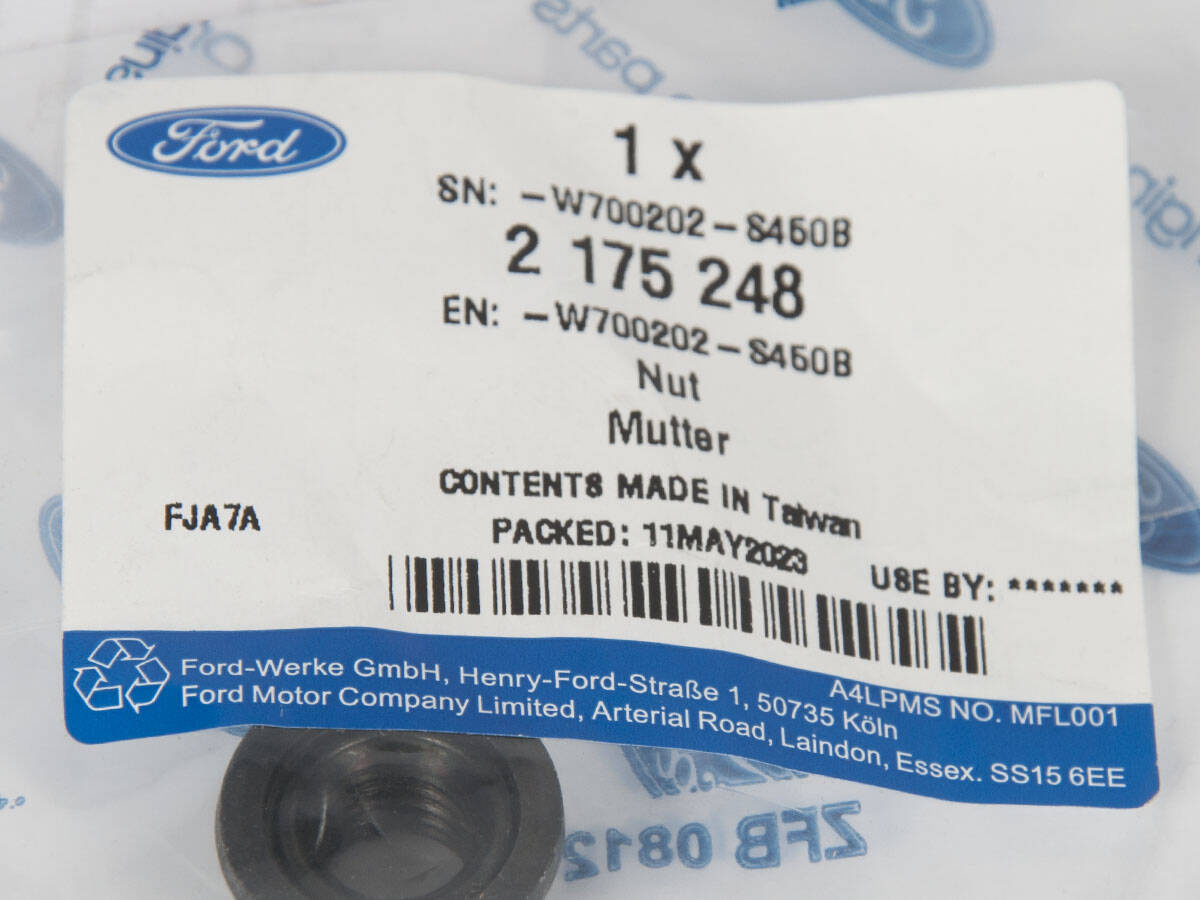 Ford
1 x
SN: -W700202-S450B
2 175 248
EN: -W700202-S450B
Nut
Mutter
CONTENTS MADE IN Taiwan
FJA7A
PACKED: 11MAY2023
USE BY: *******
A4LPMS NO. MFL001
Ford-Werke GmbH, Henry-Ford-Straße 1, 50735 Köln
Ford Motor Company Limited, Arterial Road, Laindon, Essex. SS15 6EE
parts
ZFB 0812